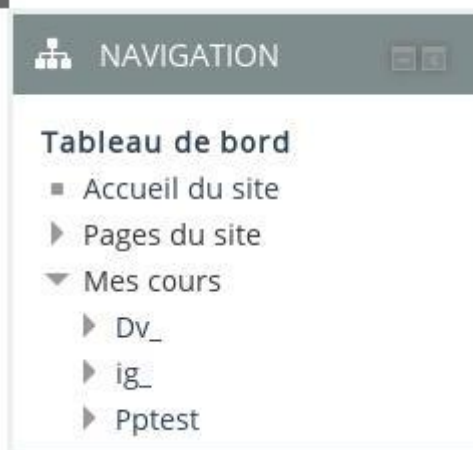 NAVIGATION
Tableau de bord
Accueil du site
Pages du site
Mes cours
Dv_
ig_
Pptest